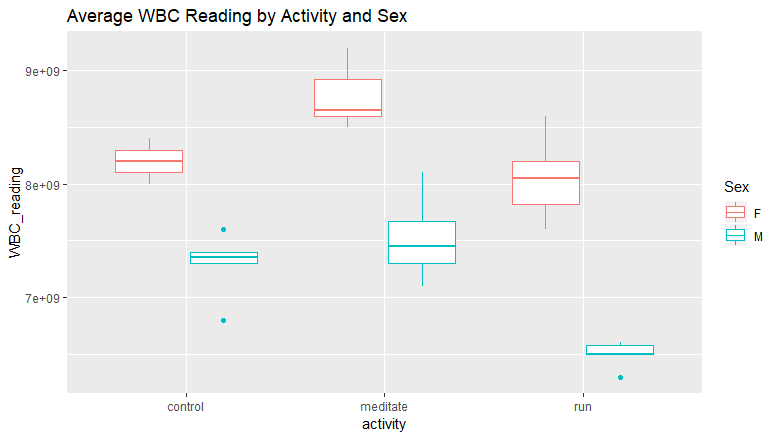 Average WBC Reading by Activity and Sex
WBC_reading
9e+09
8e+09
7e+09
control meditate run
activity
Sex
F
M